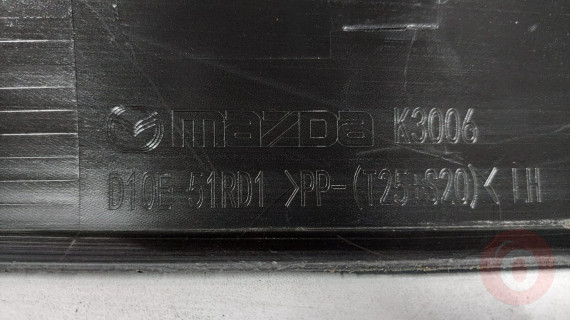 mazda K3006
D10E 51RD1 >PP-(T25+S20)< LH